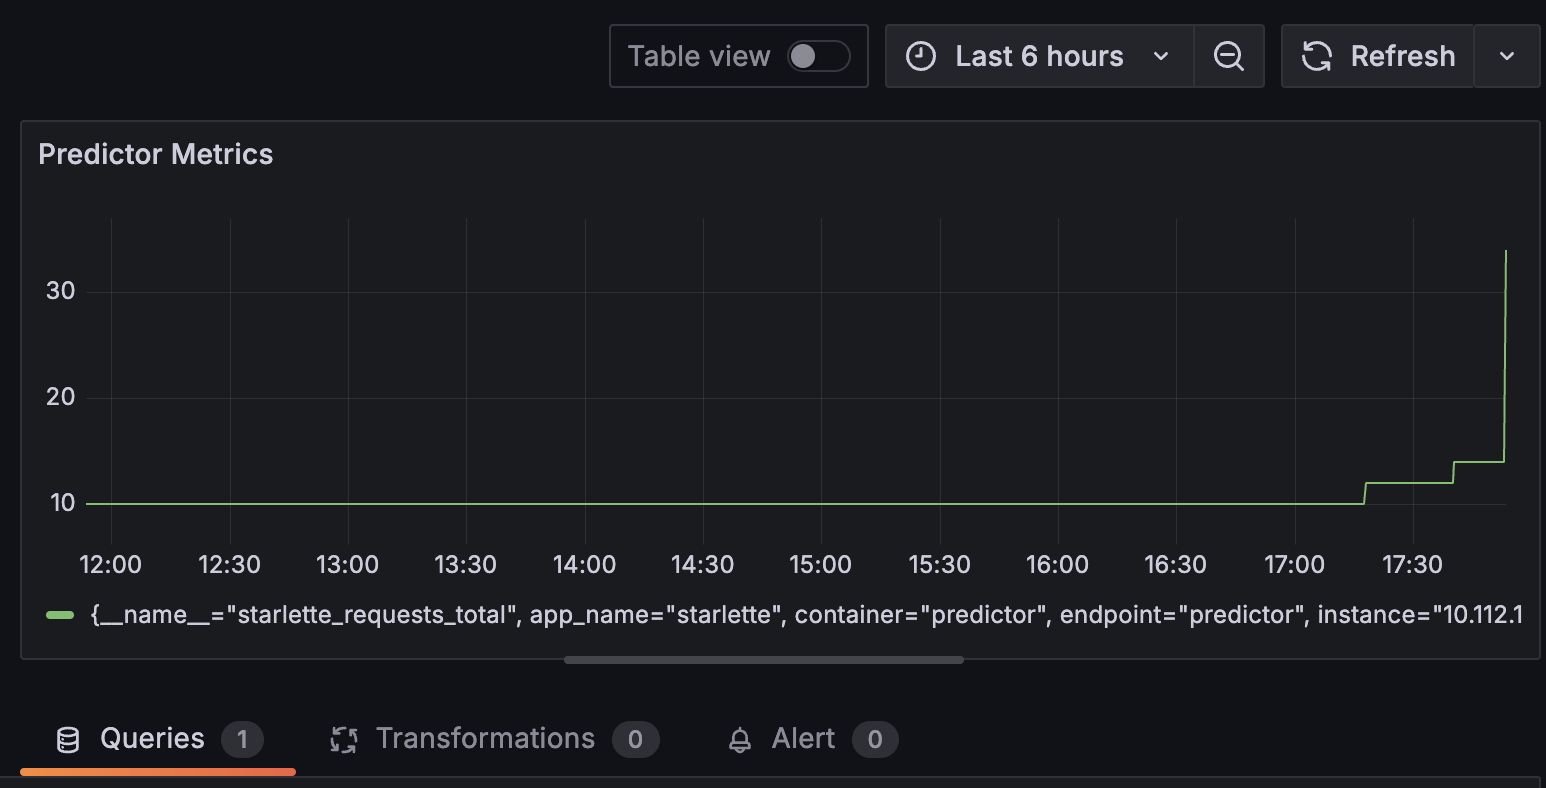 Table view Last 6 hours Refresh
Predictor Metrics
30
20
10
12:00 12:30 13:00 13:30 14:00 14:30 15:00 15:30 16:00 16:30 17:00 17:30
{__name__="starlette_requests_total", app_name="starlette", container="predictor", endpoint="predictor", instance="10.112.1
Queries 1 Transformations 0 Alert 0